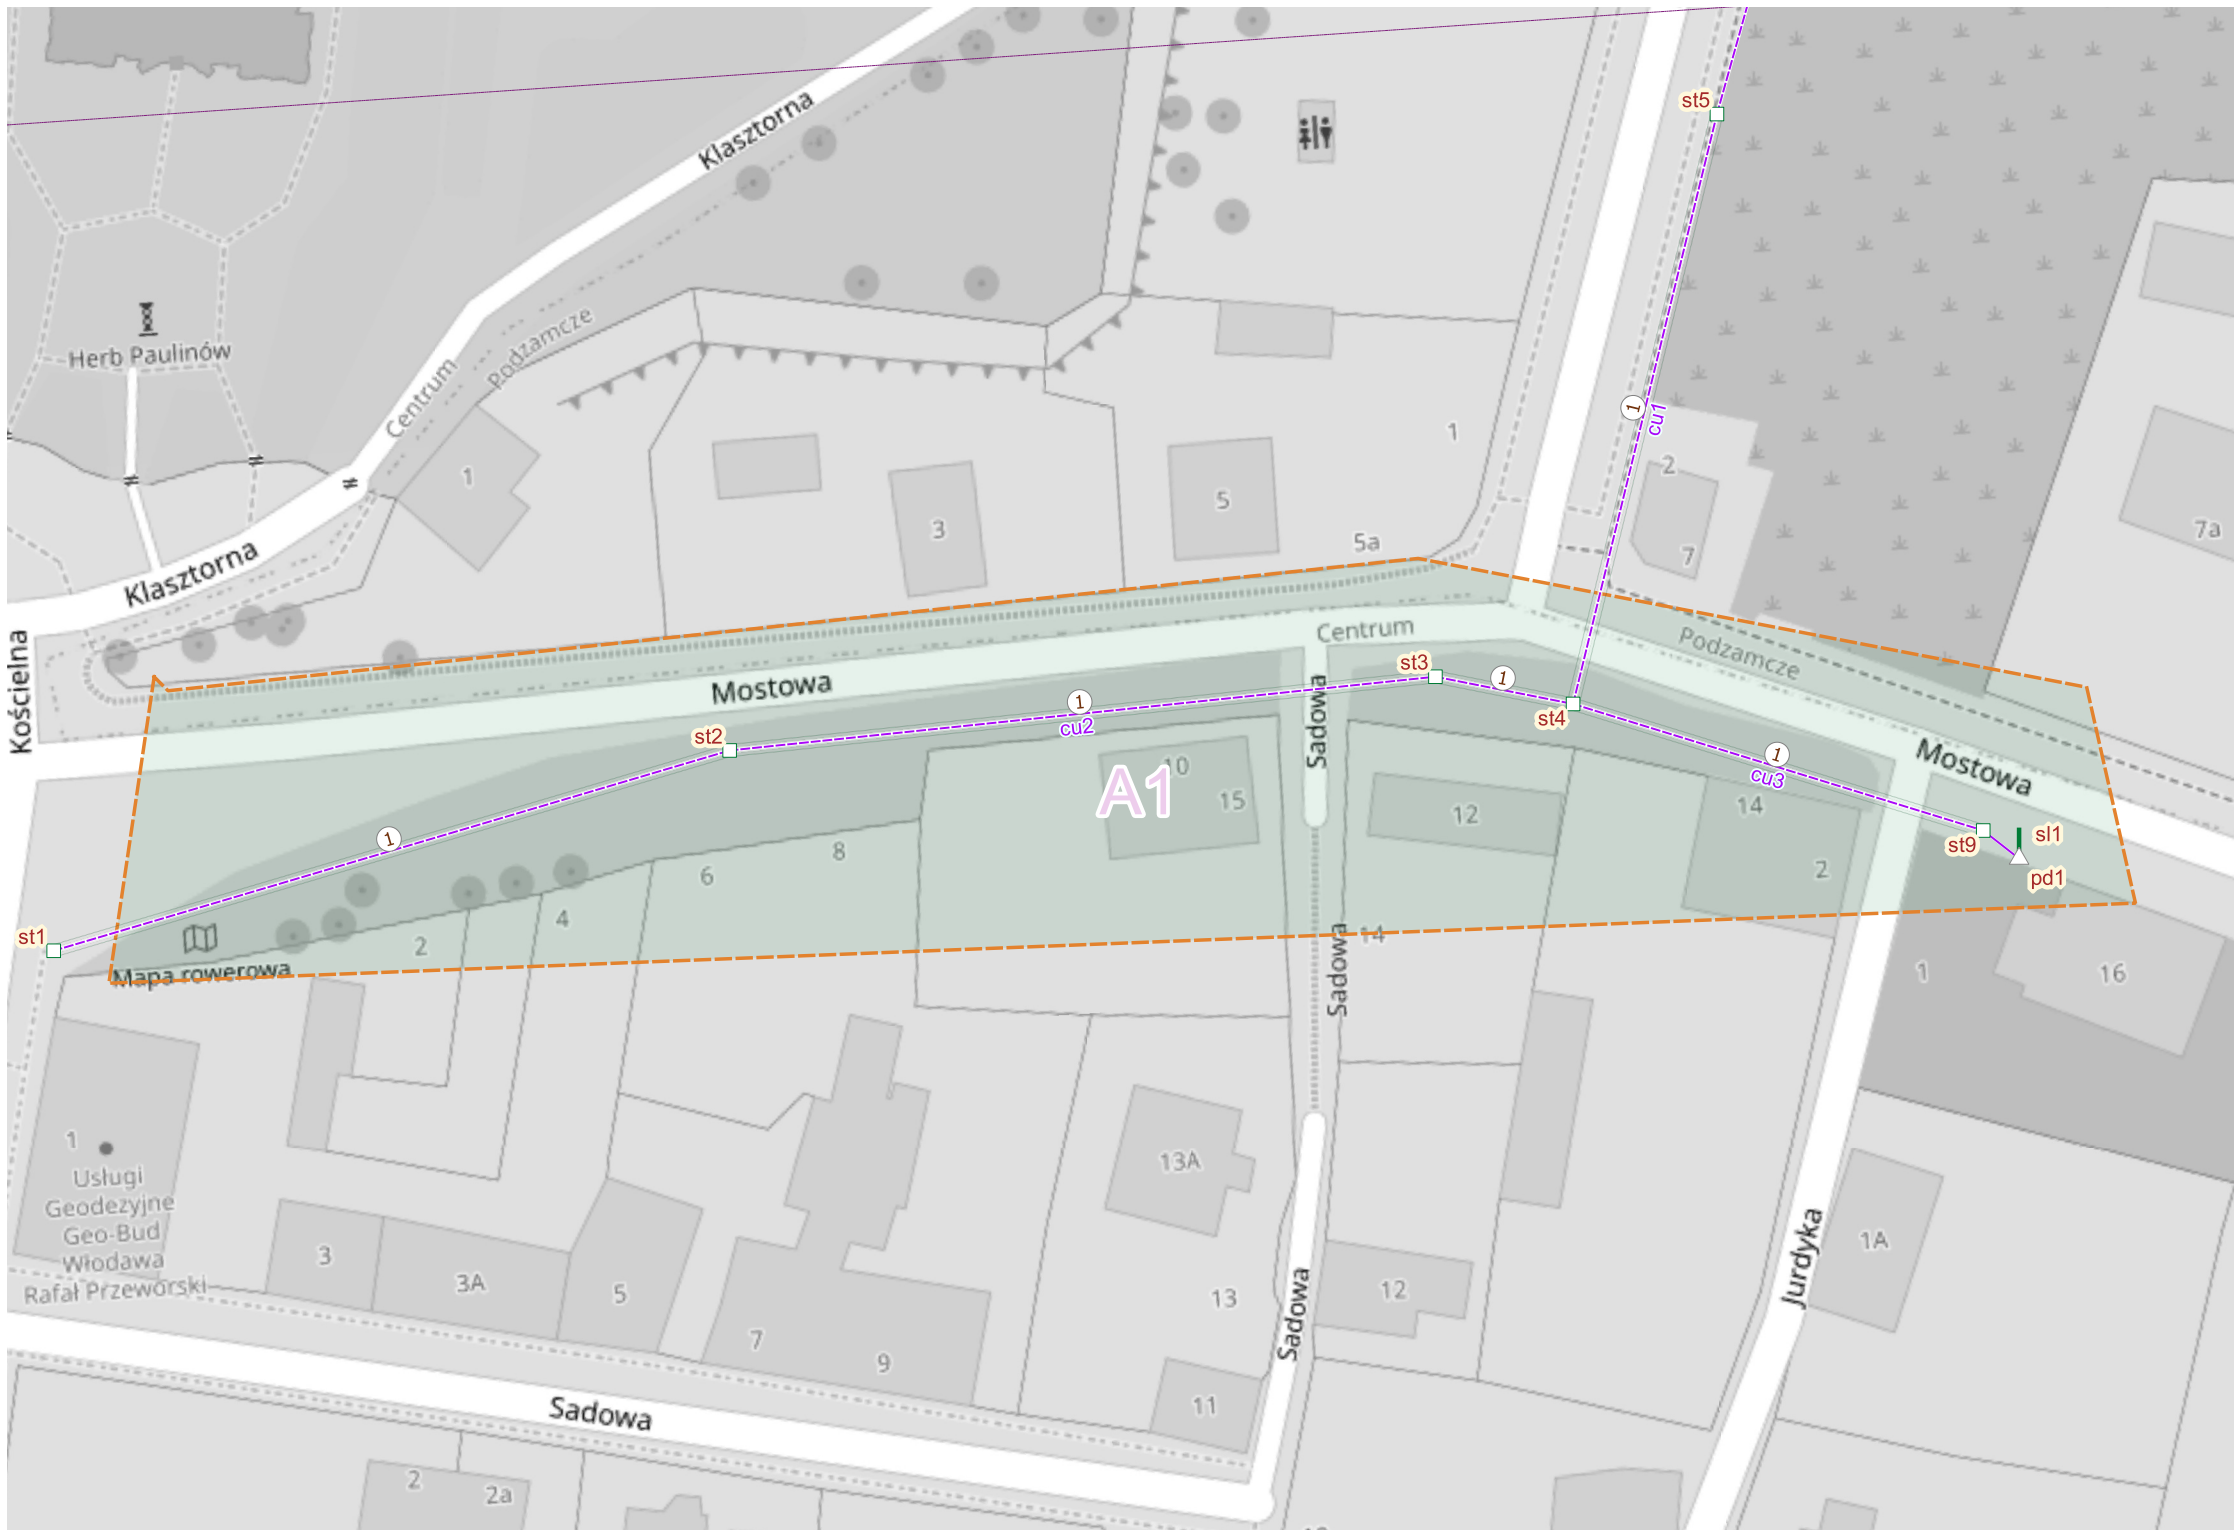 st5
Klasztorna
1
cu1
Herb Paulinów
Podzamcze
Centrum
1
1
2
3
5
5a
7
7a
Klasztorna
Kościelna
Centrum
Podzamcze
Mostowa
st3
1
1
st2
cu2
st4
1
cu3
Sadowa
Mostowa
A1
10
15
12
14
2
st9
sl1
pd1
1
8
6
4
2
st1
Mapa rowerowa
14
Sadowa
1
16
1
Usługi
Geodezyjne
Geo-Bud
Włodawa
Rafał Przeworski
3
3A
5
13A
13
12
1A
Jurdyka
Sadowa
7
9
11
Sadowa
2
2a